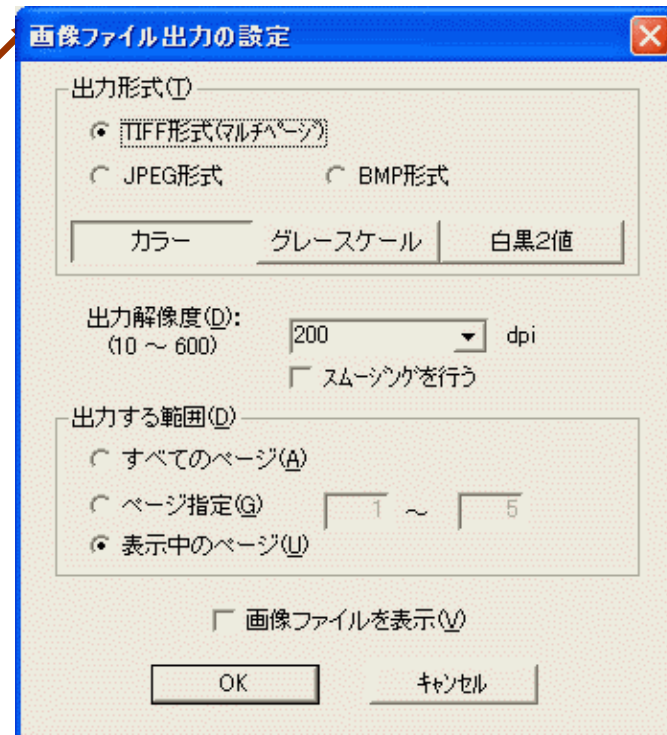 画像ファイル出力の設定
出力形式(T)
TIFF形式(ﾏﾙﾁﾍﾟｰｼﾞ)
JPEG形式 BMP形式
カラー グレースケール 白黒2値
出力解像度(D): 200 dpi
(10 ～ 600)
ｽﾑｰｼﾞﾝｸﾞを行う
出力する範囲(D)
すべてのページ(A)
ページ指定(G) 1 ～ 5
表示中のページ(U)
画像ファイルを表示(V)
OK ｷｬﾝｾﾙ